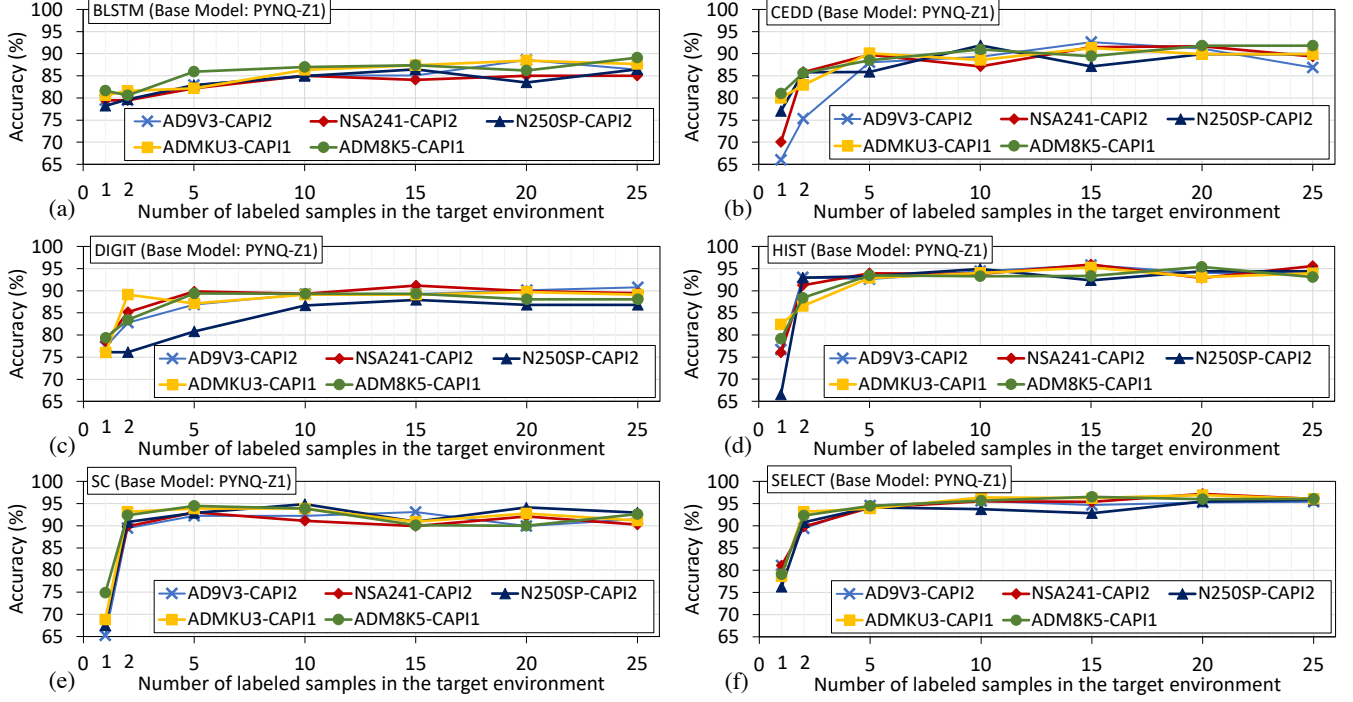 BLSTM (Base Model: PYNQ-Z1)
Accuracy (%)
100
95
90
85
80
75
70
65
AD9V3-CAPI2
NSA241-CAPI2
N250SP-CAPI2
ADMKU3-CAPI1
ADM8K5-CAPI1
0 1 2 5 10 15 20 25
(a) Number of labeled samples in the target environment
CEDD (Base Model: PYNQ-Z1)
Accuracy (%)
100
95
90
85
80
75
70
65
AD9V3-CAPI2
NSA241-CAPI2
N250SP-CAPI2
ADMKU3-CAPI1
ADM8K5-CAPI1
0 1 2 5 10 15 20 25
(b) Number of labeled samples in the target environment
DIGIT (Base Model: PYNQ-Z1)
Accuracy (%)
100
95
90
85
80
75
70
65
AD9V3-CAPI2
NSA241-CAPI2
N250SP-CAPI2
ADMKU3-CAPI1
ADM8K5-CAPI1
0 1 2 5 10 15 20 25
(c) Number of labeled samples in the target environment
HIST (Base Model: PYNQ-Z1)
Accuracy (%)
100
95
90
85
80
75
70
65
AD9V3-CAPI2
NSA241-CAPI2
N250SP-CAPI2
ADMKU3-CAPI1
ADM8K5-CAPI1
0 1 2 5 10 15 20 25
(d) Number of labeled samples in the target environment
SC (Base Model: PYNQ-Z1)
Accuracy (%)
100
95
90
85
80
75
70
65
AD9V3-CAPI2
NSA241-CAPI2
N250SP-CAPI2
ADMKU3-CAPI1
ADM8K5-CAPI1
0 1 2 5 10 15 20 25
(e) Number of labeled samples in the target environment
SELECT (Base Model: PYNQ-Z1)
Accuracy (%)
100
95
90
85
80
75
70
65
AD9V3-CAPI2
NSA241-CAPI2
N250SP-CAPI2
ADMKU3-CAPI1
ADM8K5-CAPI1
0 1 2 5 10 15 20 25
(f) Number of labeled samples in the target environment